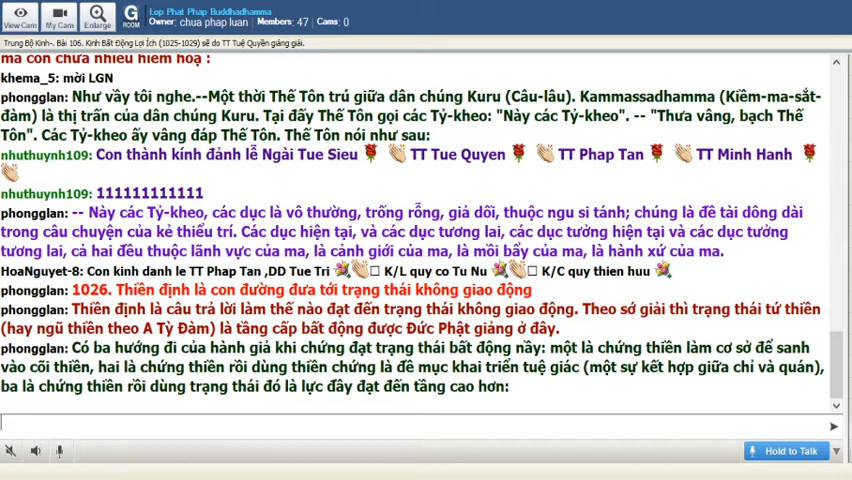 View Cam
My Cam
Enlarge
G
ROOM
Lop Phat Phap Buddhadhamma
Owner: chua phap luan Members: 47 Cams: 0
Trung Bộ Kinh-. Bài 106. Kinh Bất Động Lợi Ích (1025-1029) sẽ do TT Tuệ Quyền giảng giải.
ma còn chứa nhiều hiểm hoạ :
khema_5: mời LGN
phongglan: Như vầy tôi nghe.--Một thời Thế Tôn trú giữa dân chúng Kuru (Câu-lâu). Kammassadhamma (Kiềm-ma-sắt-
đàm) là thị trấn của dân chúng Kuru. Tại đấy Thế Tôn gọi các Tỷ-kheo: "Này các Tỷ-kheo". -- "Thưa vâng, bạch Thế
Tôn". Các Tỷ-kheo ấy vâng đáp Thế Tôn. Thế Tôn nói như sau:
nhuthuynh109: Con thành kính đảnh lễ Ngài Tue Sieu TT Tue Quyen TT Phap Tan TT Minh Hanh
nhuthuynh109: 111111111111
phongglan: -- Này các Tỷ-kheo, các dục là vô thường, trống rỗng, giả dối, thuộc ngu si tánh; chúng là đề tài dông dài
trong câu chuyện của kẻ thiểu trí. Các dục hiện tại, và các dục tương lai, các dục tưởng hiện tại và các dục tưởng
tương lai, cả hai đều thuộc lãnh vực của ma, là cảnh giới của ma, là mồi bẫy của ma, là hành xứ của ma.
HoaNguyet-8: Con kinh danh le TT Phap Tan ,DD Tue Tri K/L quy co Tu Nu K/C quy thien huu
phongglan: 1026. Thiền định là con đường đưa tới trạng thái không giao động
phongglan: Thiền định là câu trả lời làm thế nào đạt đến trạng thái không giao động. Theo sớ giải thì trạng thái tứ thiền
(hay ngũ thiền theo A Tỳ Đàm) là tầng cấp bất động được Đức Phật giảng ở đây.
phongglan: Có ba hướng đi của hành giả khi chứng đạt trạng thái bất động nầy: một là chứng thiền làm cơ sở để sanh
vào cõi thiền, hai là chứng thiền rồi dùng thiền chứng là đề mục khai triển tuệ giác (một sự kết hợp giữa chỉ và quán),
ba là chứng thiền rồi dùng trạng thái đó là lực đẩy đạt đến tầng cao hơn:
Hold to Talk